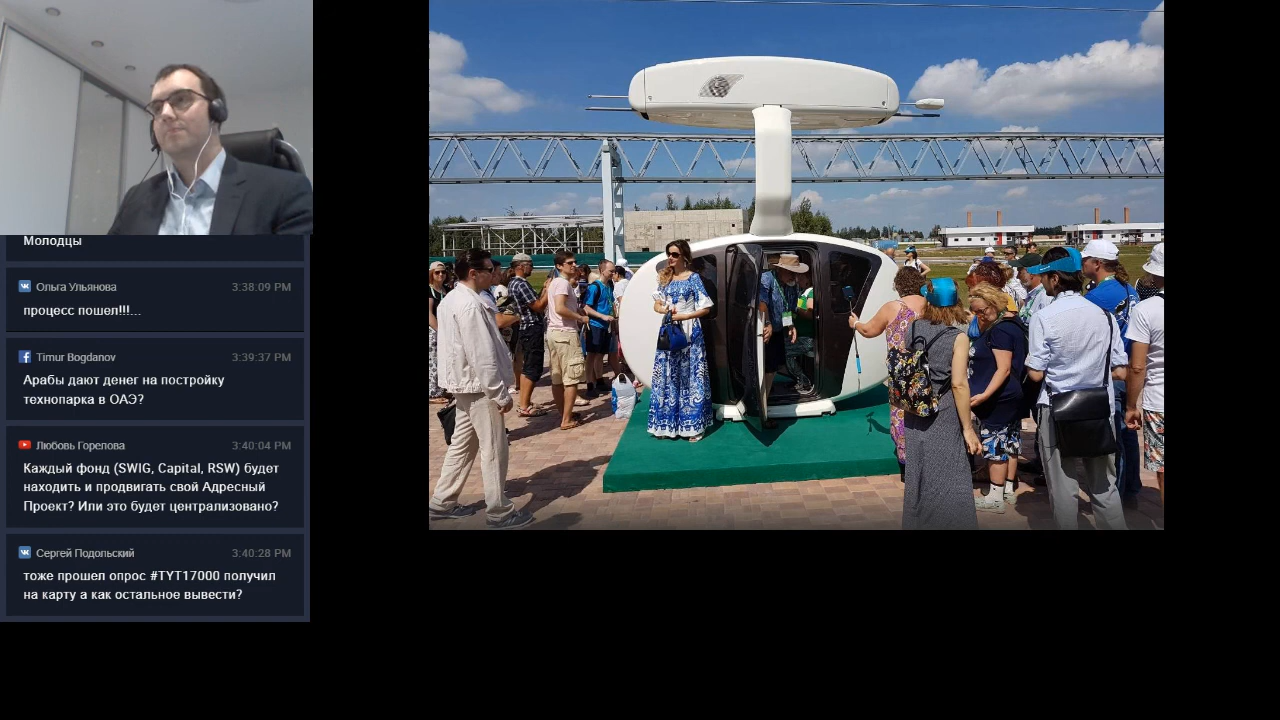 Молодцы
Ольга Ульянова 3:38:09 PM
процесс пошел!!!...
Timur Bogdanov 3:39:37 PM
Арабы дают денег на постройку
технопарка в ОАЭ?
Любовь Горелова 3:40:04 PM
Каждый фонд (SWIG, Capital, RSW) будет
находить и продвигать свой Адресный
Проект? Или это будет централизовано?
Сергей Подольский 3:40:28 PM
тоже прошел опрос #TYT17000 получил
на карту а как остальное вывести?